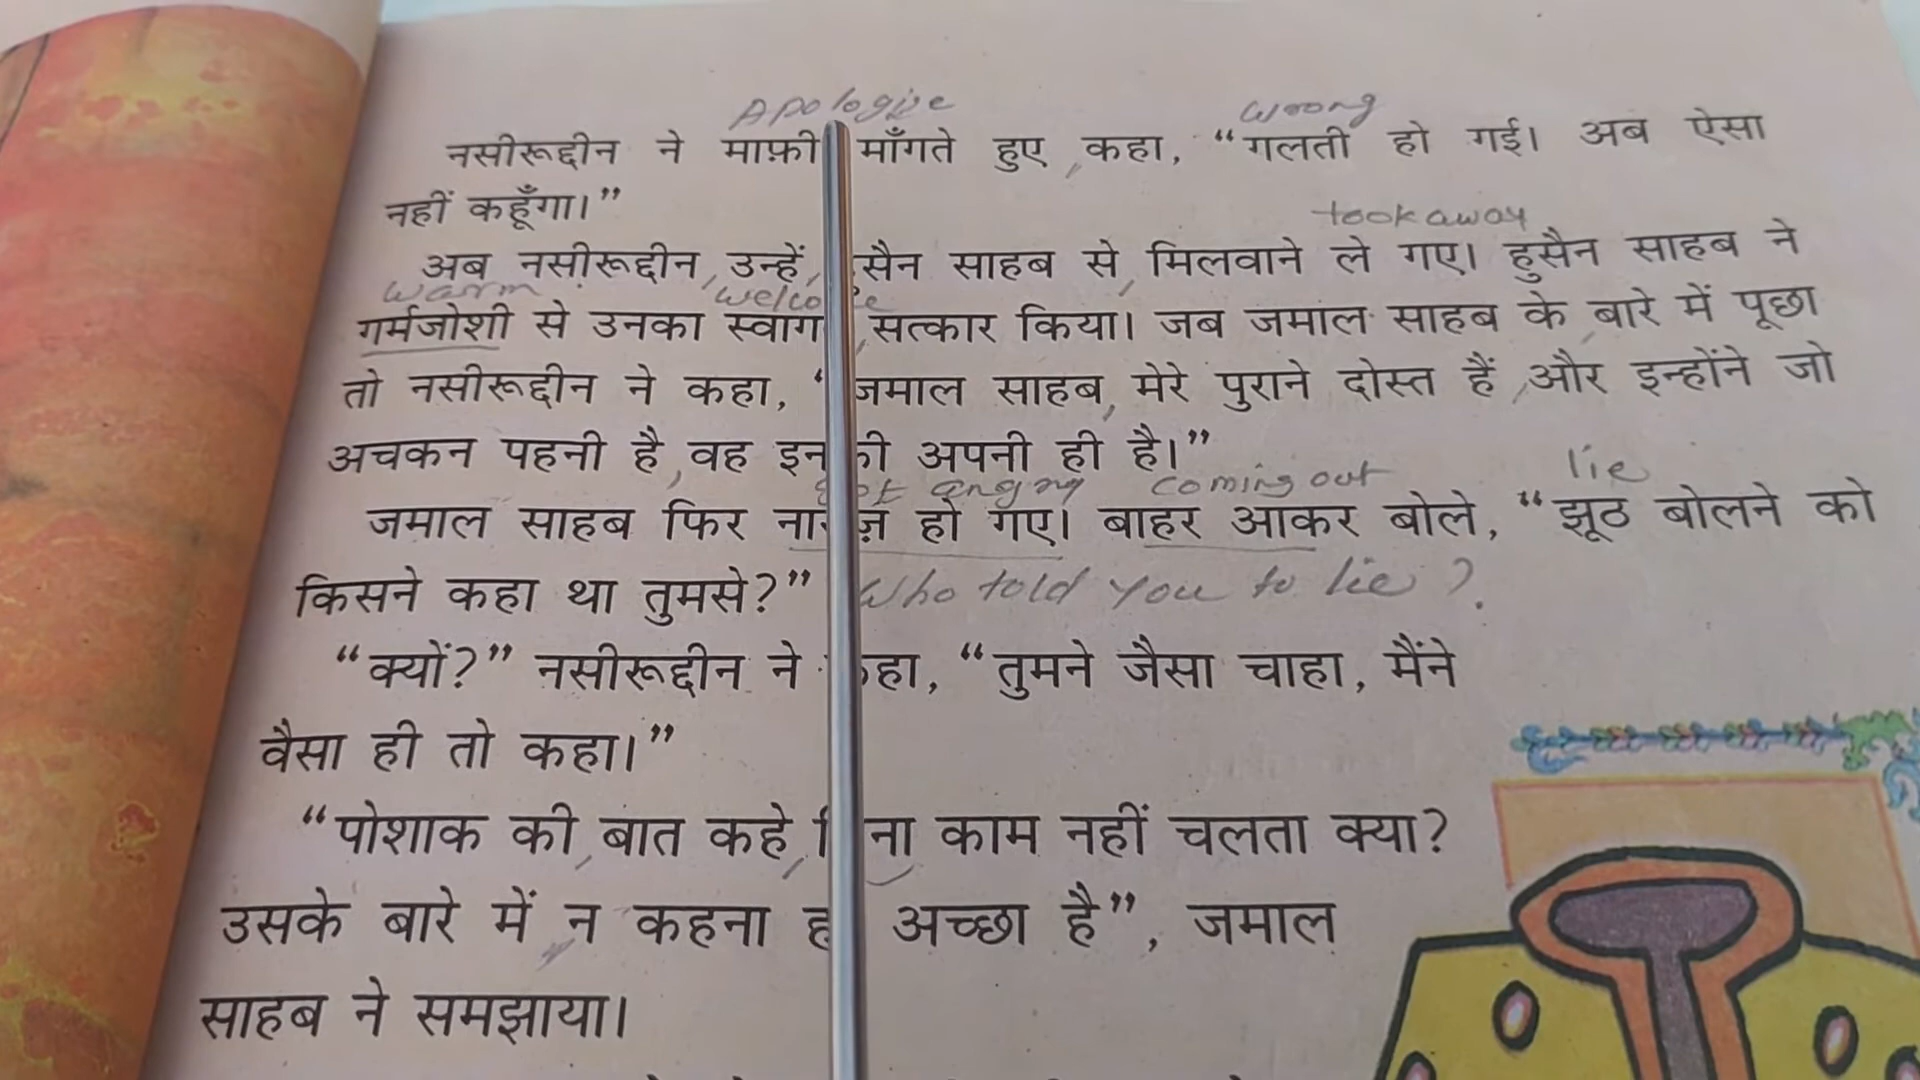 Apologize wrong
नसीरूद्दीन ने माफ़ी माँगते हुए कहा, “गलती हो गई। अब ऐसा
नहीं कहूँगा।”
took away
अब नसीरूद्दीन उन्हें सैन साहब से मिलवाने ले गए। हुसैन साहब ने
warm
गर्मजोशी से उनका सत्कार किया। जब जमाल साहब के बारे में पूछा
तो नसीरूद्दीन ने कहा, “जमाल साहब मेरे पुराने दोस्त हैं और इन्होंने जो
अचकन पहनी है, वह अपनी ही है।”
coming out lie
जमाल साहब फिर हो गए। बाहर आकर बोले, “झूठ बोलने को
किसने कहा था तुमसे?” Who told you to lie?
“क्यों?” नसीरूद्दीन ने “तुमने जैसा चाहा, मैंने
वैसा ही तो कहा।”
“पोशाक की बात कहे काम नहीं चलता क्या?
उसके बारे में न कहना अच्छा है”, जमाल
साहब ने समझाया।